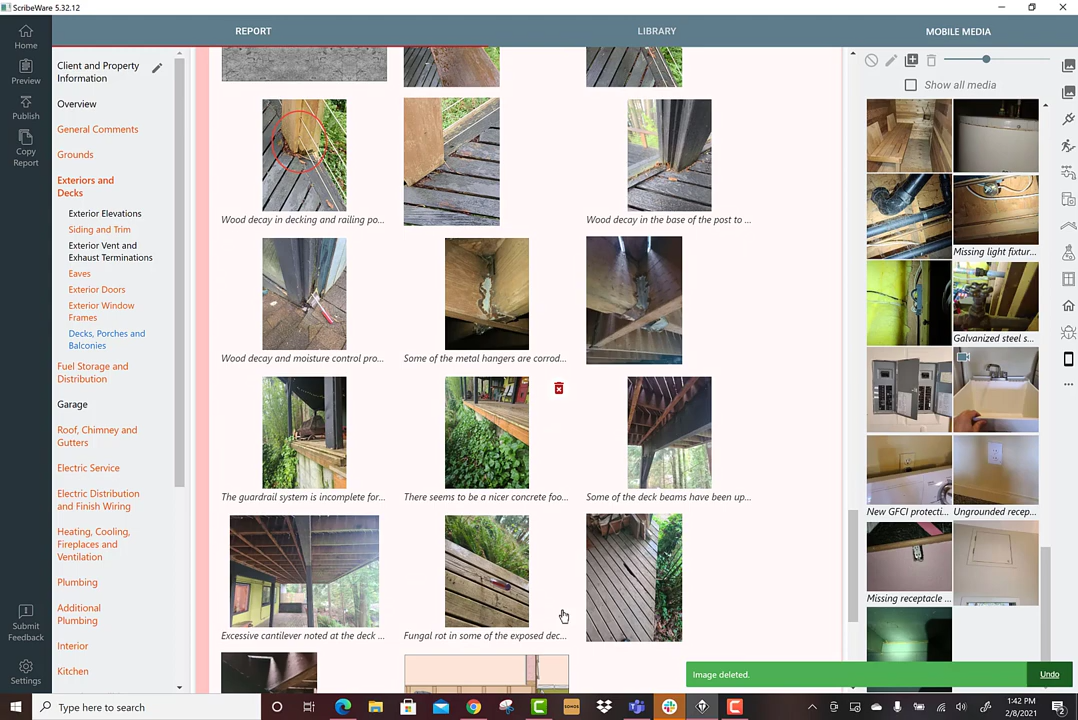 ScribeWare 5.32.12
REPORT
LIBRARY
MOBILE MEDIA
Home
Preview
Publish
Copy
Report
Submit
Feedback
Settings
Client and Property
Information
Overview
General Comments
Grounds
Exteriors and
Decks
Exterior Elevations
Siding and Trim
Exterior Vent and
Exhaust Terminations
Eaves
Exterior Doors
Exterior Window
Frames
Decks, Porches and
Balconies
Fuel Storage and
Distribution
Garage
Roof, Chimney and
Gutters
Electric Service
Electric Distribution
and Finish Wiring
Heating, Cooling,
Fireplaces and
Ventilation
Plumbing
Additional
Plumbing
Interior
Kitchen
Wood decay in decking and railing po...
Wood decay in the base of the post to ...
Wood decay and moisture control pro...
Some of the metal hangers are corrod...
The guardrail system is incomplete for...
There seems to be a nicer concrete foo...
Some of the deck beams have been up...
Excessive cantilever noted at the deck ...
Fungal rot in some of the exposed dec...
Show all media
Missing light fixtur...
Galvanized steel s...
New GFCI protecti...
Ungrounded recep...
Missing receptacle ...
Image deleted.
Undo
Type here to search
SONOS
1:42 PM
2/8/2021
2